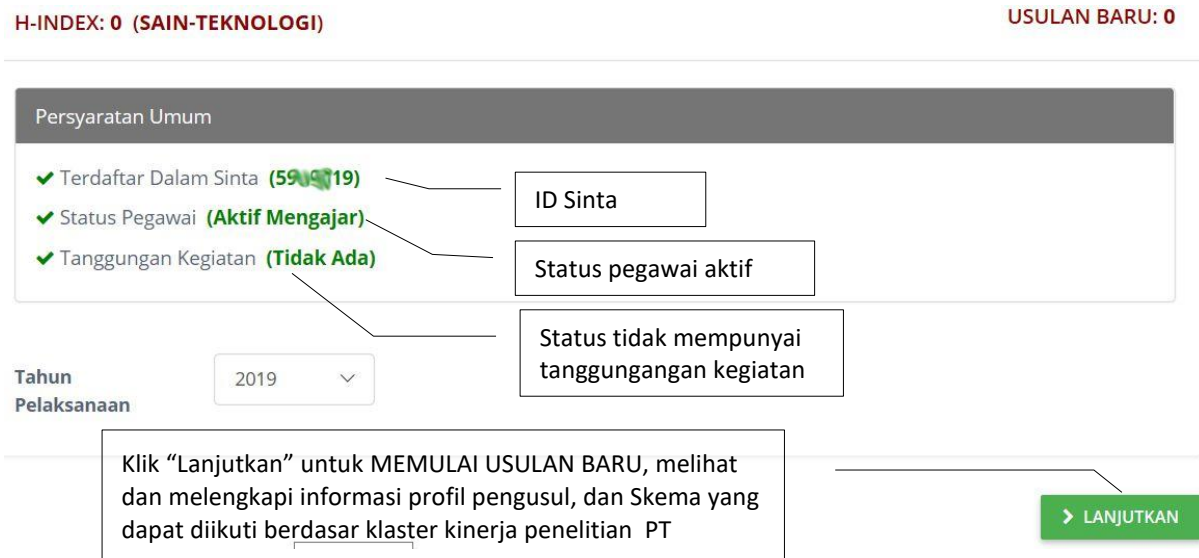 H-INDEX: 0 (SAIN-TEKNOLOGI)
USULAN BARU: 0
Persyaratan Umum
Terdaftar Dalam Sinta
ID Sinta
Status Pegawai (Aktif Mengajar)
Status pegawai aktif
Tanggungan Kegiatan (Tidak Ada)
Status tidak mempunyai
tanggungangan kegiatan
Tahun
Pelaksanaan
2019
Klik “Lanjutkan” untuk MEMULAI USULAN BARU, melihat
dan melengkapi informasi profil pengusul, dan Skema yang
dapat diikuti berdasar klaster kinerja penelitian PT
LANJUTKAN